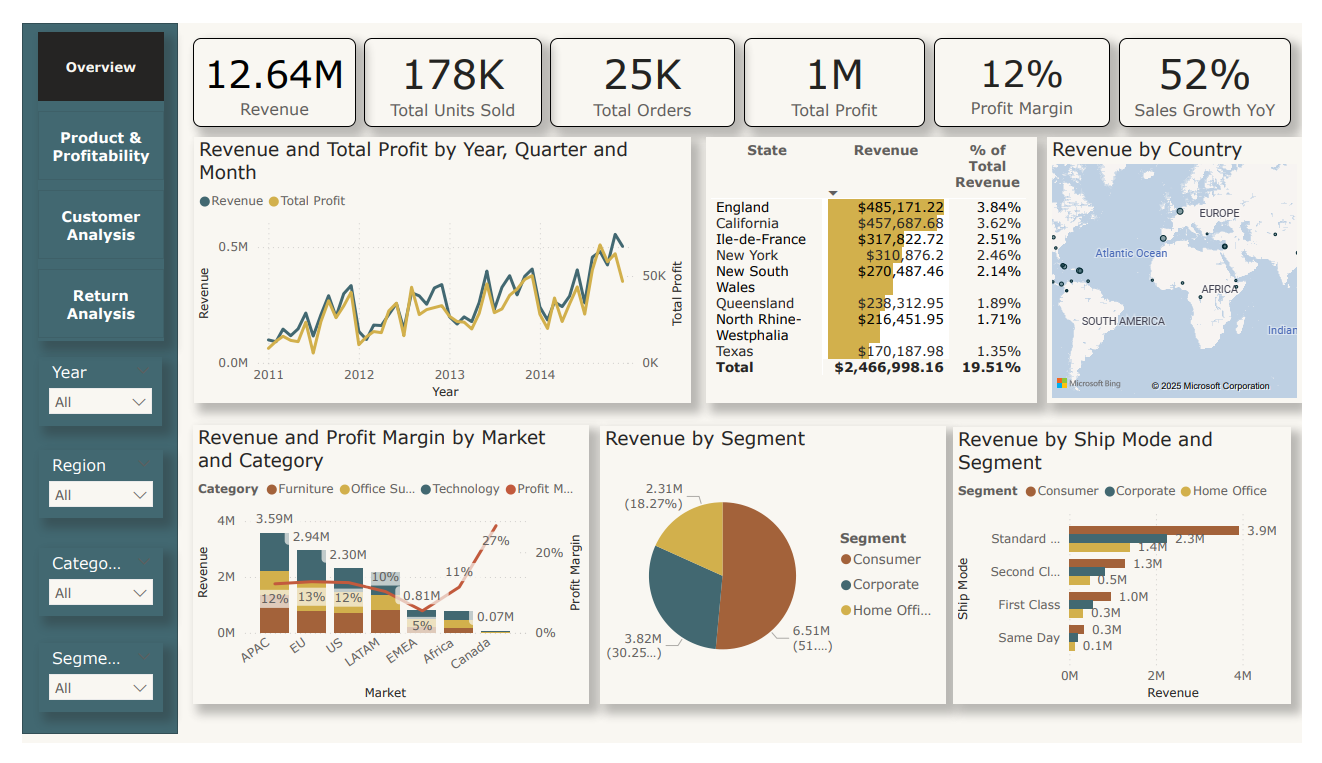 Overview
Product &
Profitability
Customer
Analysis
Return
Analysis
Year
All
Region
All
Catego...
All
Segme...
All
12.64M
Revenue
178K
Total Units Sold
25K
Total Orders
1M
Total Profit
12%
Profit Margin
52%
Sales Growth YoY
Revenue and Total Profit by Year, Quarter and
Month
Revenue Total Profit
0.5M
0.0M
Revenue
50K
0K
Total Profit
2011 2012 2013 2014
Year
State Revenue % of
Total
Revenue
England $485,171.22 3.84%
California $457,687.68 3.62%
Ile-de-France $317,822.72 2.51%
New York $310,876.2 2.46%
New South $270,487.46 2.14%
Wales
Queensland $238,312.95 1.89%
North Rhine- $216,451.95 1.71%
Westphalia
Texas $170,187.98 1.35%
Total $2,466,998.16 19.51%
Revenue by Country
EUROPE
Atlantic Ocean
AFRICA
SOUTH AMERICA
Indian
Microsoft Bing
© 2025 Microsoft Corporation
Revenue and Profit Margin by Market
and Category
Category Furniture Office Su... Technology Profit M...
4M
2M
0M
Revenue
3.59M
2.94M
2.30M
0.81M
0.07M
12% 13% 12% 10% 5% 11% 27%
20%
0%
Profit Margin
APAC EU US LATAM EMEA Africa Canada
Market
Revenue by Segment
2.31M
(18.27%)
3.82M
(30.25...)
6.51M
(51....)
Segment
Consumer
Corporate
Home Offi...
Revenue by Ship Mode and
Segment
Segment Consumer Corporate Home Office
Ship Mode
Standard ... 3.9M
2.3M
1.4M
Second Cl... 1.3M
0.5M
First Class 1.0M
0.3M
Same Day 0.3M
0.1M
0M 2M 4M
Revenue